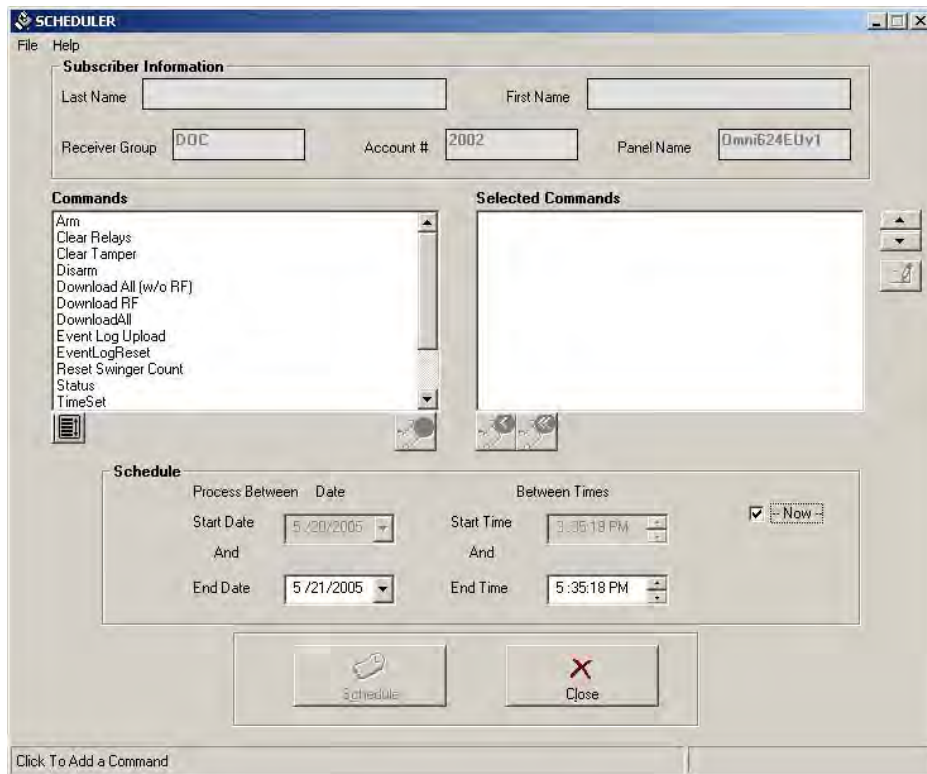 SCHEDULER
File Help
Subscriber Information
Last Name First Name
Receiver Group DOC Account # 2002 Panel Name Omni624EUv1
Commands Selected Commands
Arm
Clear Relays
Clear Tamper
Disarm
Download All (w/o RF)
Download RF
DownloadAll
Event Log Upload
EventLogReset
Reset Swinger Count
Status
TimeSet
Schedule
Process Between Date Between Times
Start Date 5 /20/2005 Start Time 3 :35:18 PM Now
And And
End Date 5 /21/2005 End Time 5 :35:18 PM
Schedule Close
Click To Add a Command